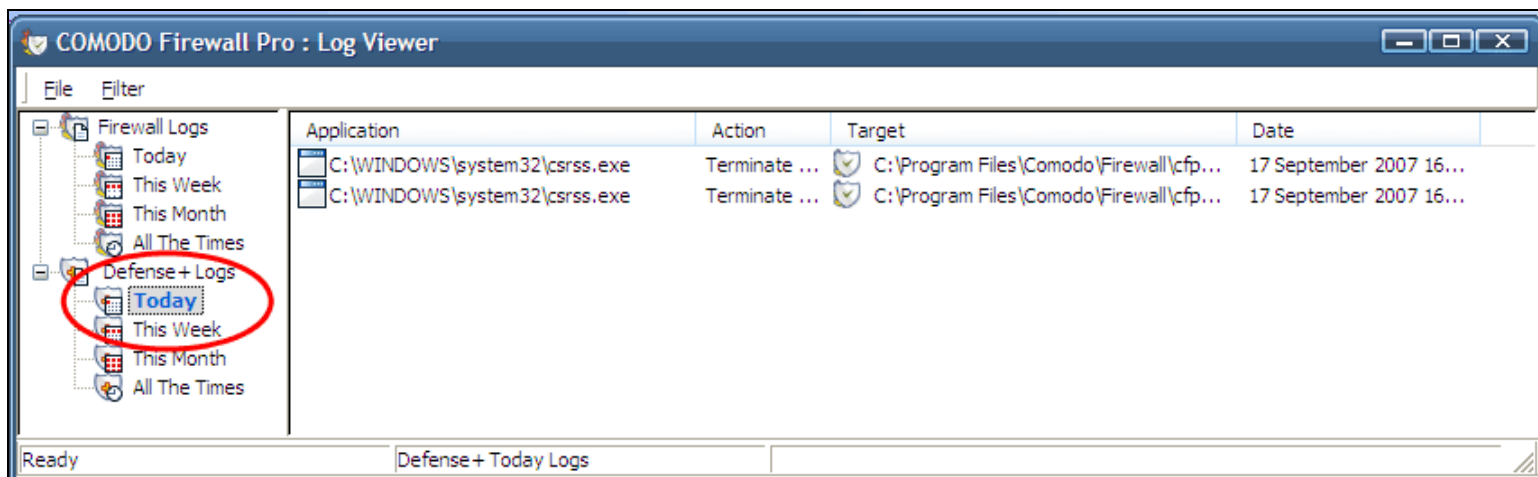 COMODO Firewall Pro : Log Viewer
File Filter
Firewall Logs
Today
This Week
This Month
All The Times
Defense+ Logs
Today
This Week
This Month
All The Times
Application Action Target Date
C:\WINDOWS\system32\csrss.exe Terminate ... C:\Program Files\Comodo\Firewall\cfp... 17 September 2007 16...
C:\WINDOWS\system32\csrss.exe Terminate ... C:\Program Files\Comodo\Firewall\cfp... 17 September 2007 16...
Ready Defense+ Today Logs